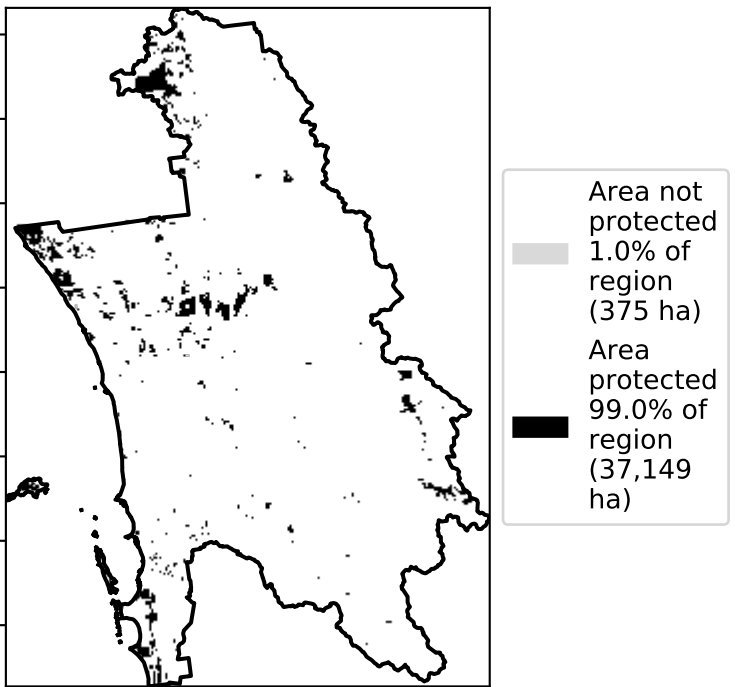 Area not
protected
1.0% of
region
(375 ha)
Area
protected
99.0% of
region
(37,149
ha)